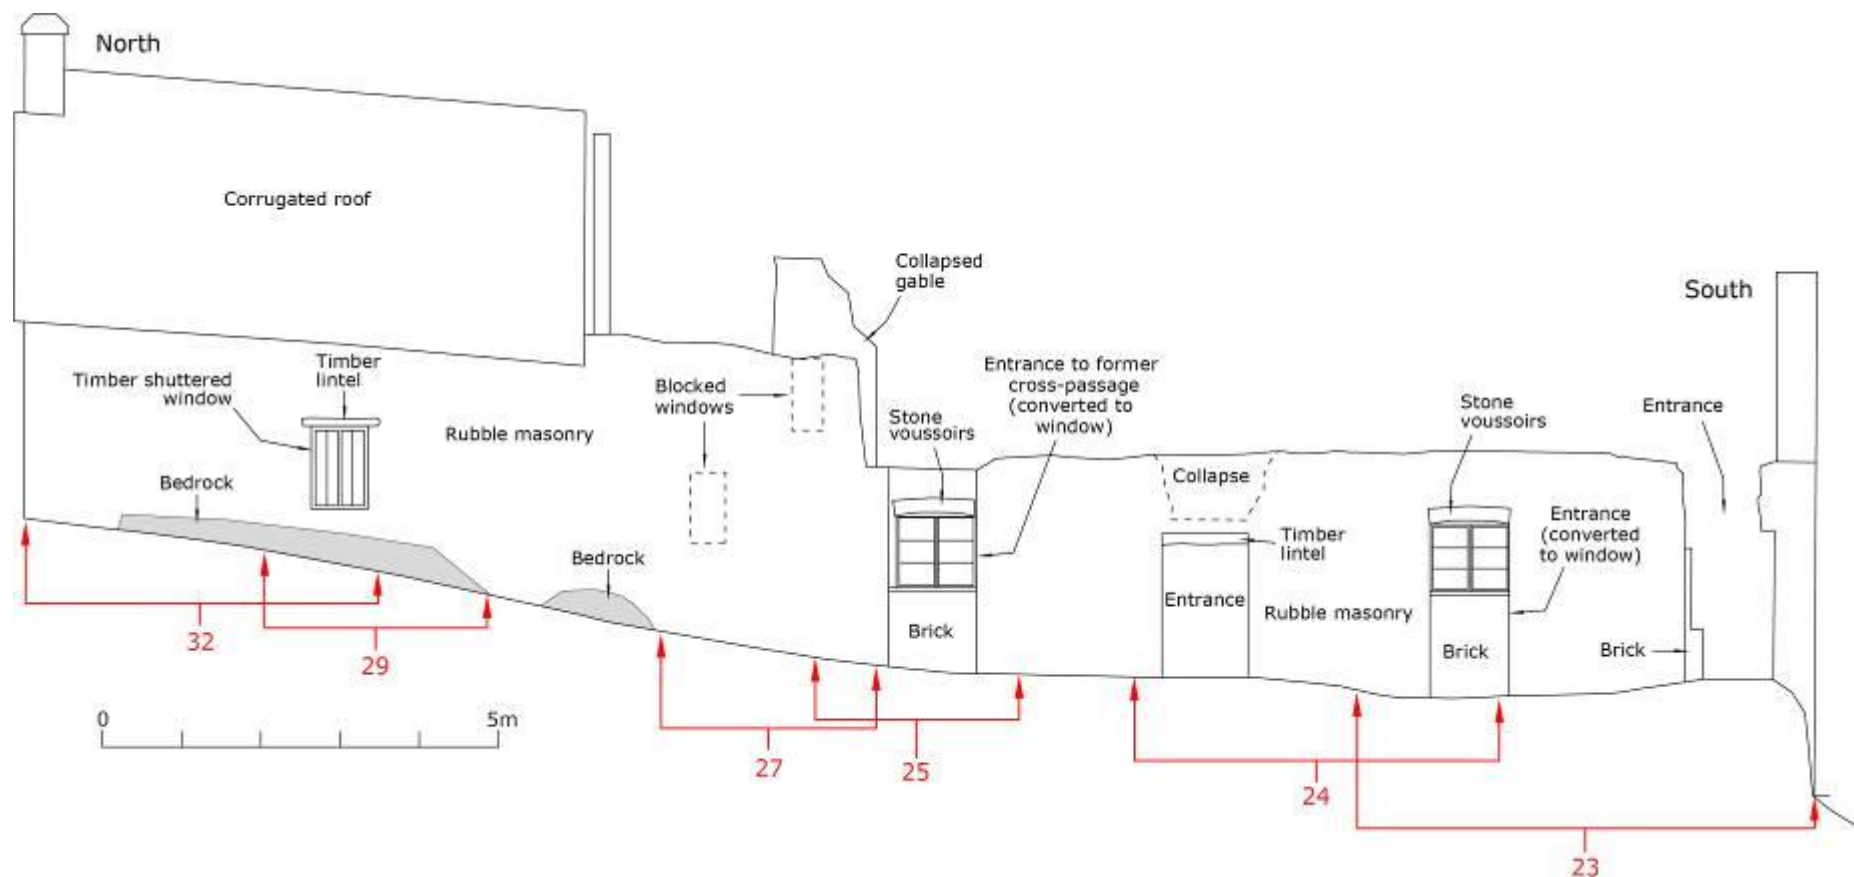 North
Corrugated roof
Collapsed
gable
South
Timber
lintel
Timber shuttered
window
Rubble masonry
Blocked
windows
Entrance to former
cross-passage
(converted to
window)
Stone
voussoirs
Stone
voussoirs
Entrance
Bedrock
Collapse
Bedrock
Timber
lintel
Entrance
(converted
to window)
Entrance
Rubble masonry
Brick
Brick
Brick
32
29
27
25
24
23
0
5m